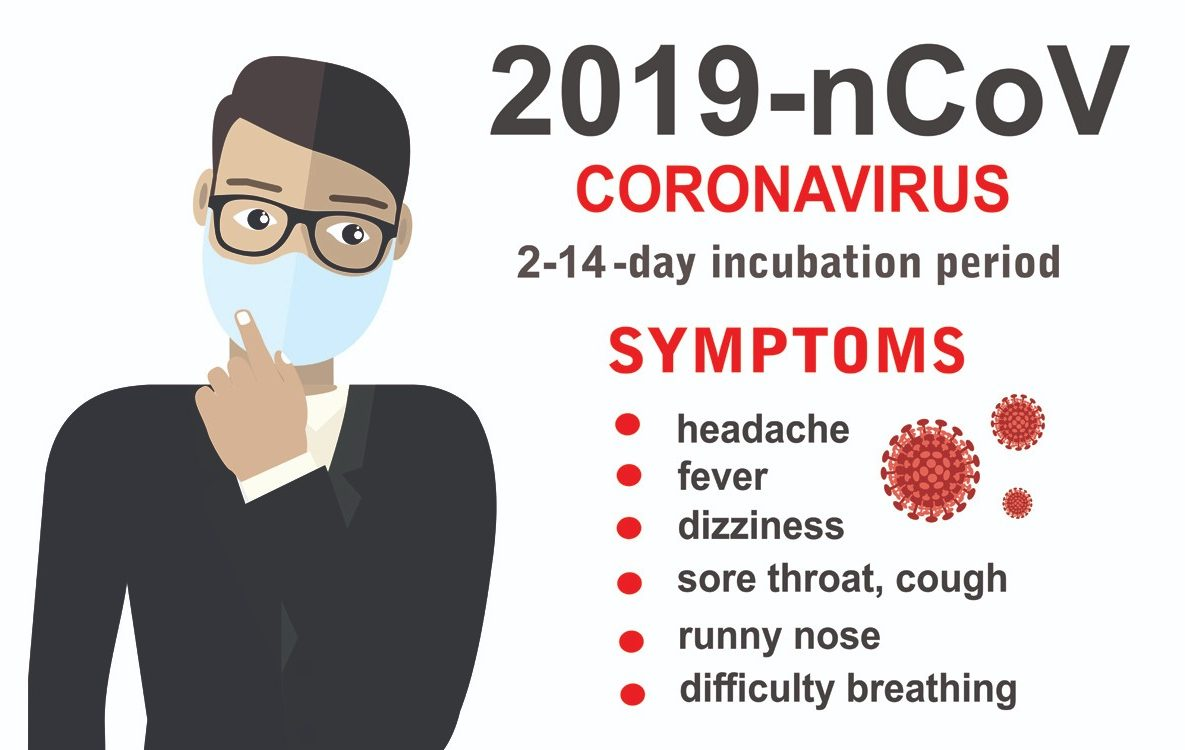 2019-nCoV
CORONAVIRUS
2-14-day incubation period
SYMPTOMS
headache
fever
dizziness
sore throat, cough
runny nose
difficulty breathing